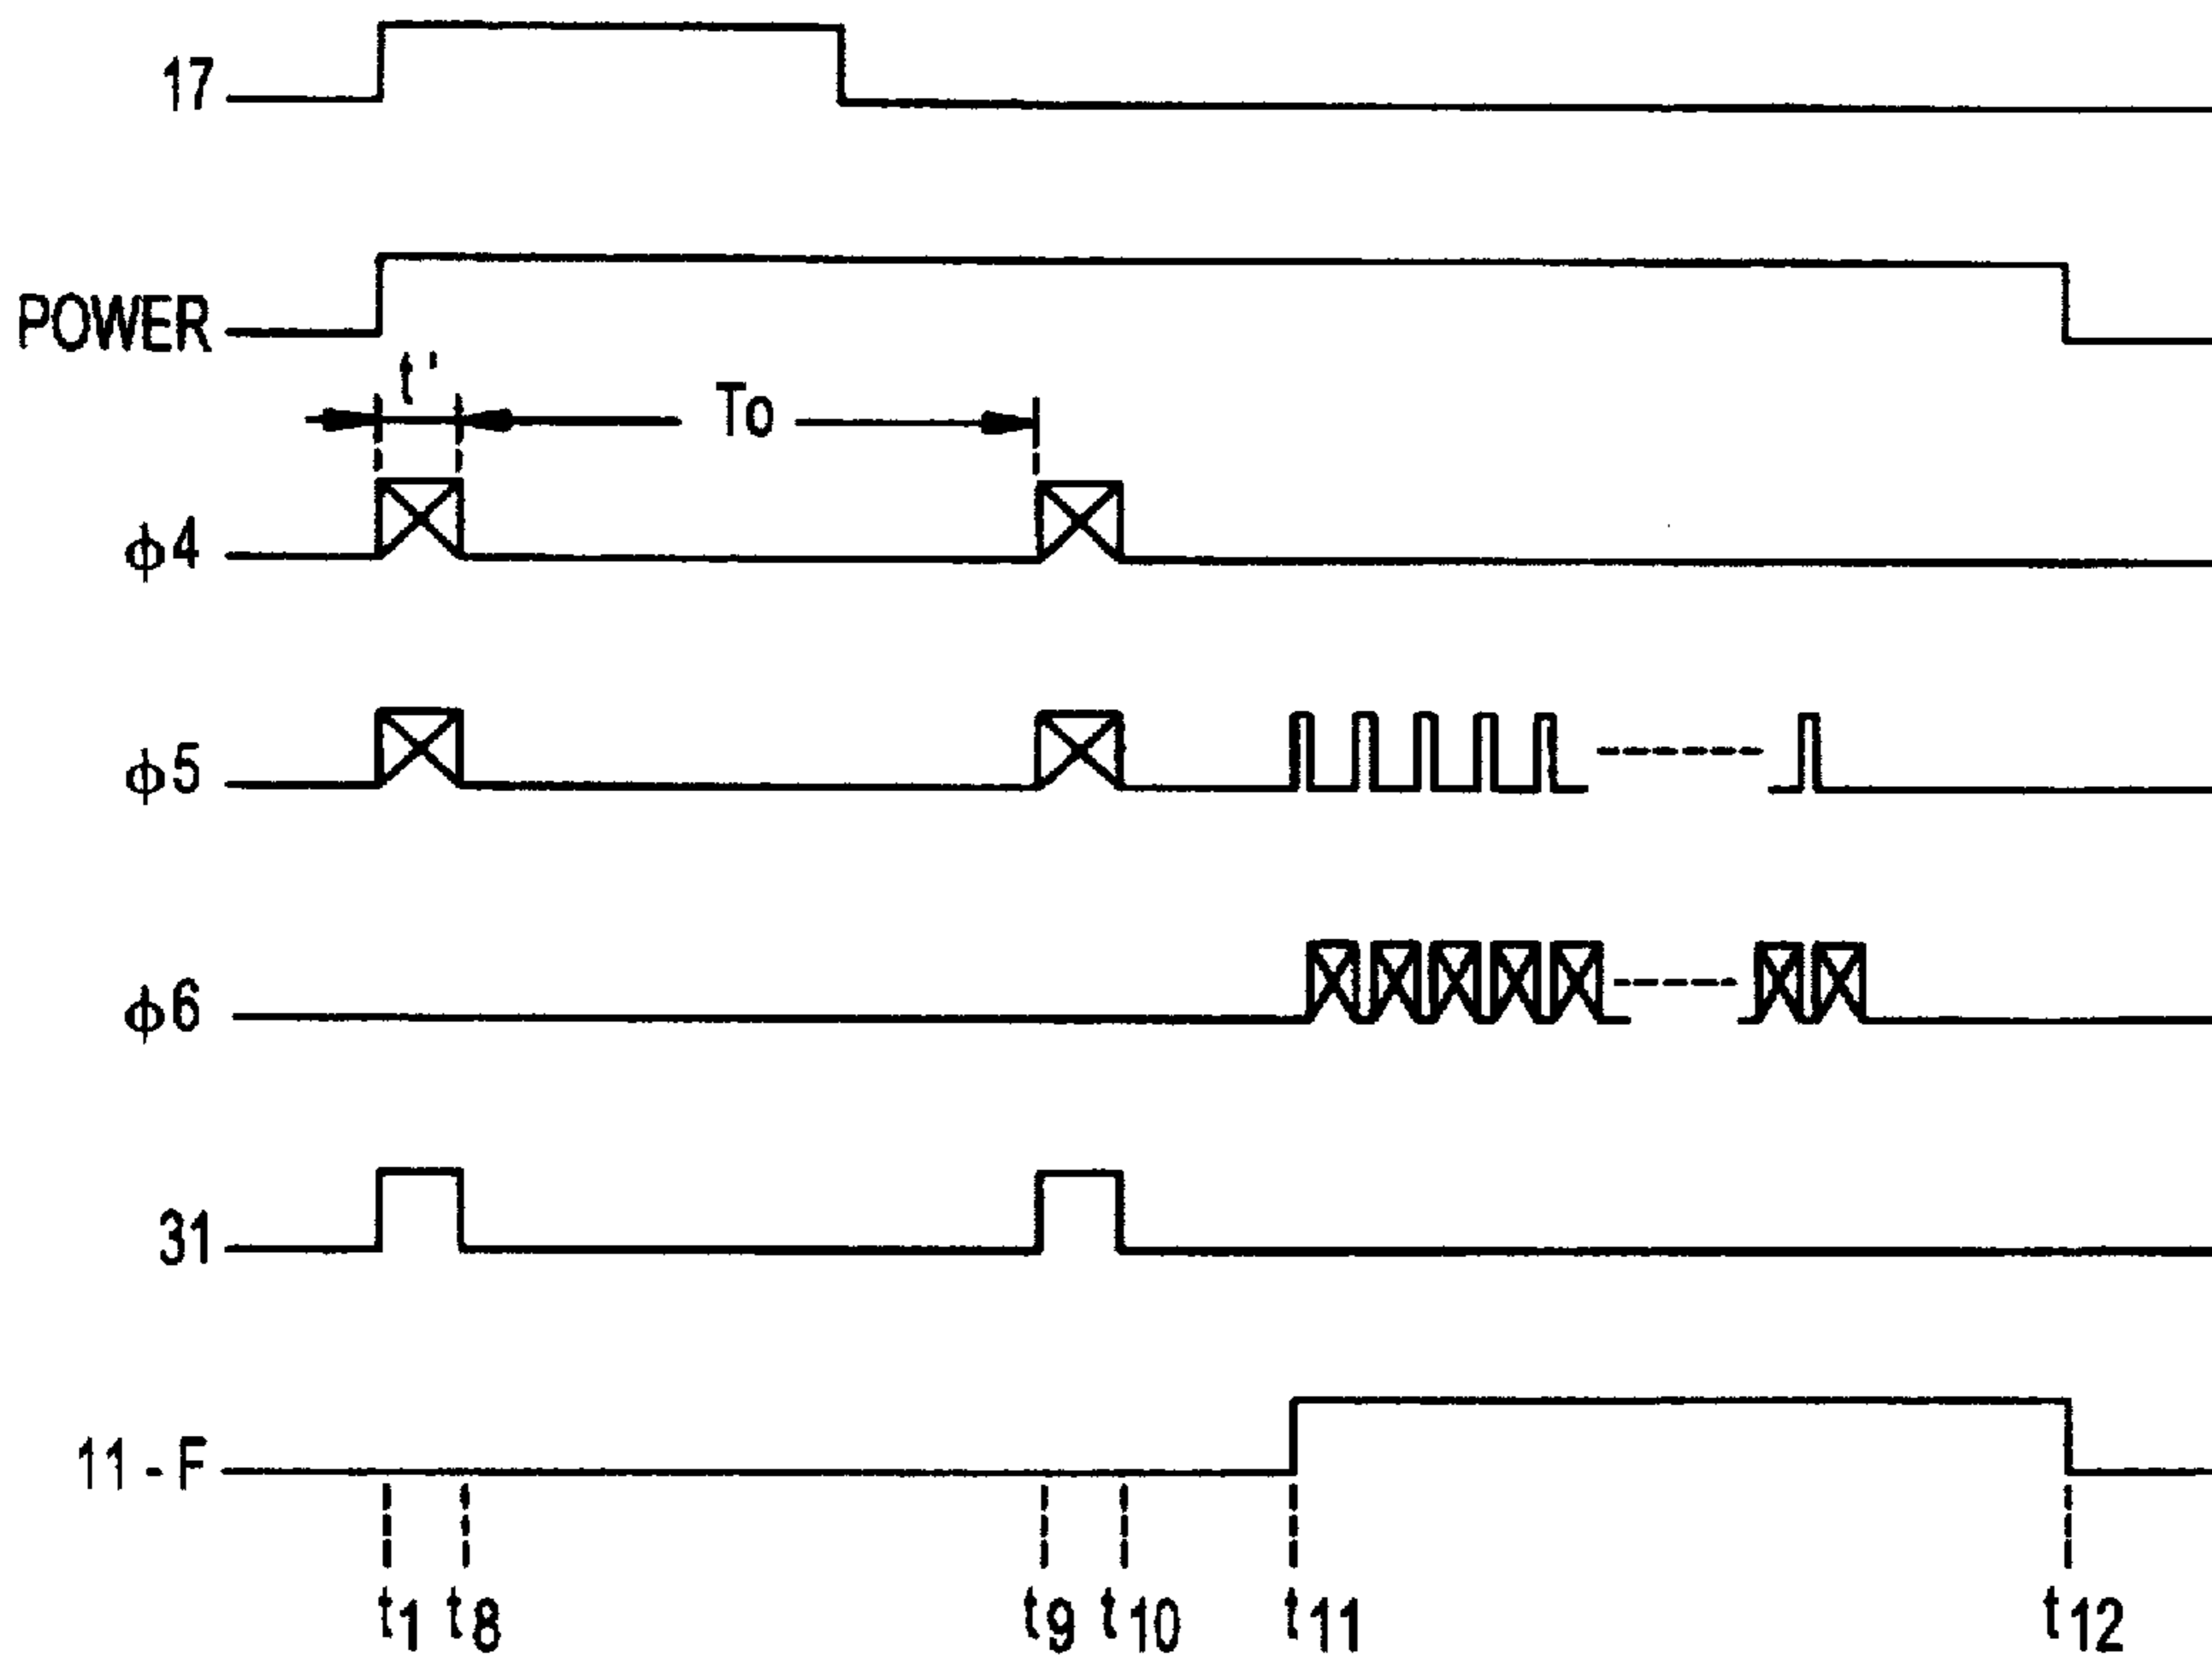 17
POWER
t'
To
ϕ4
ϕ5
ϕ6
31
11-F
t1 t8 t9 t10 t11 t12